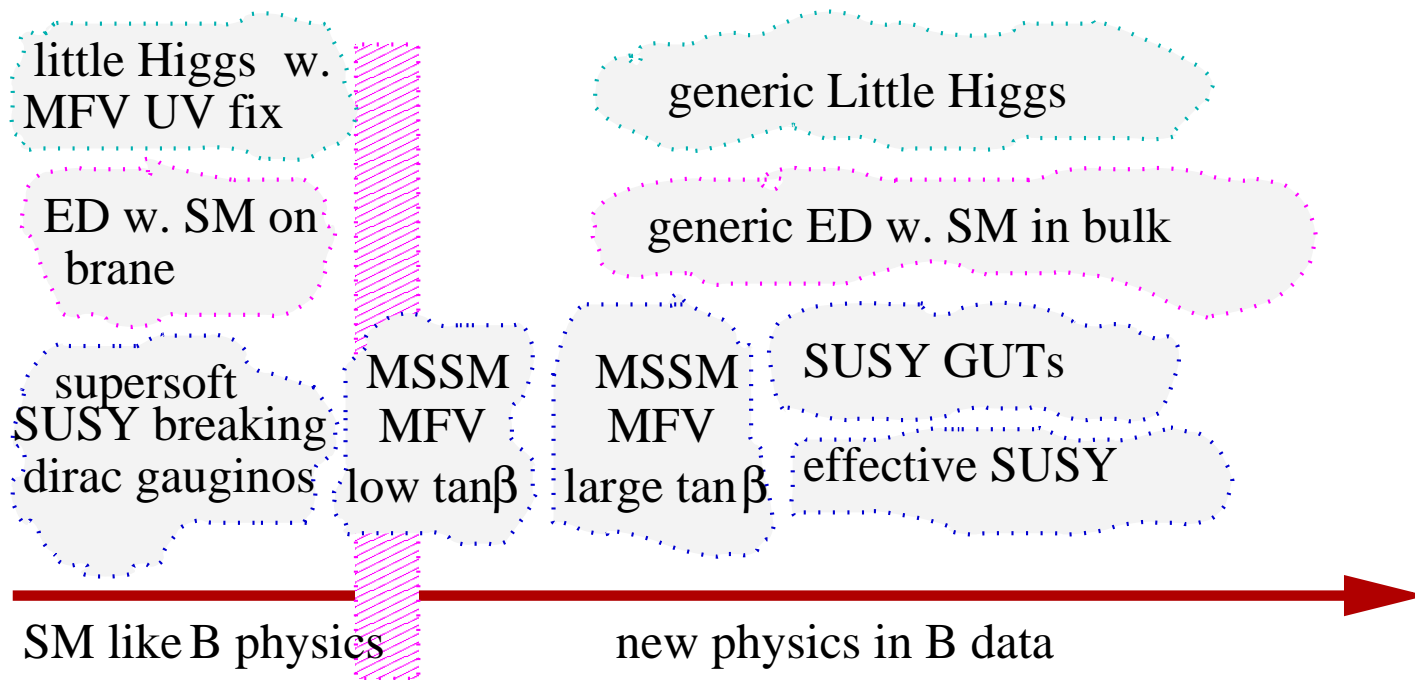 little Higgs w.
MFV UV fix
generic Little Higgs
ED w. SM on
brane
generic ED w. SM in bulk
supersoft
SUSY breaking
dirac gauginos
MSSM
MFV
low tanβ
MSSM
MFV
large tanβ
SUSY GUTs
effective SUSY
SM like B physics
new physics in B data